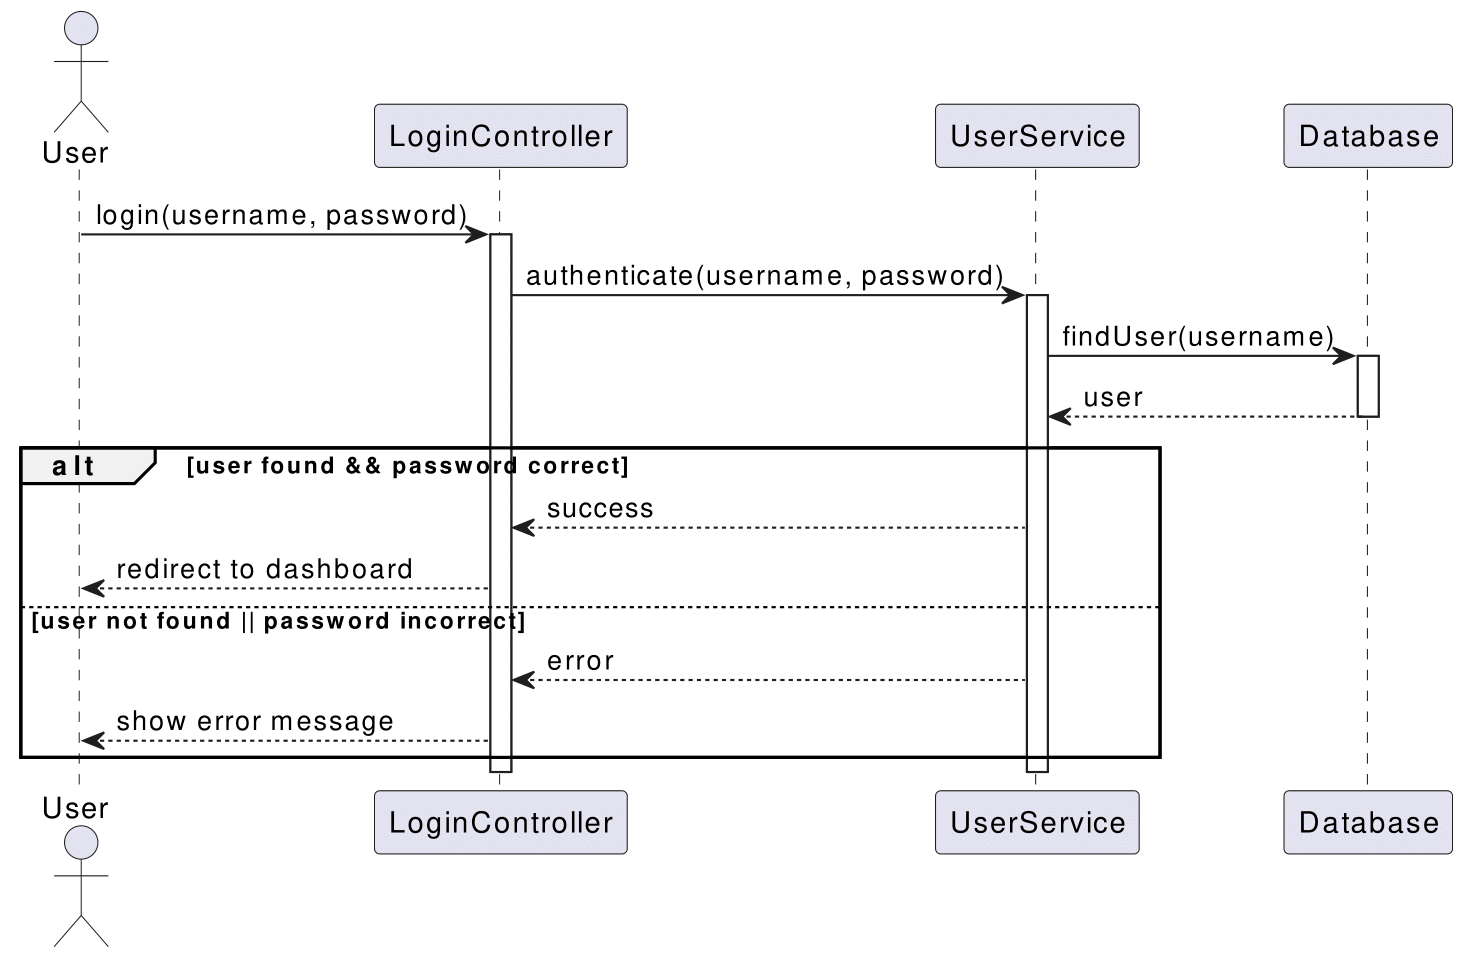 User
LoginController
UserService
Database
login(username, password)
authenticate(username, password)
findUser(username)
user
alt
[user found && password correct]
success
redirect to dashboard
[user not found || password incorrect]
error
show error message
User
LoginController
UserService
Database